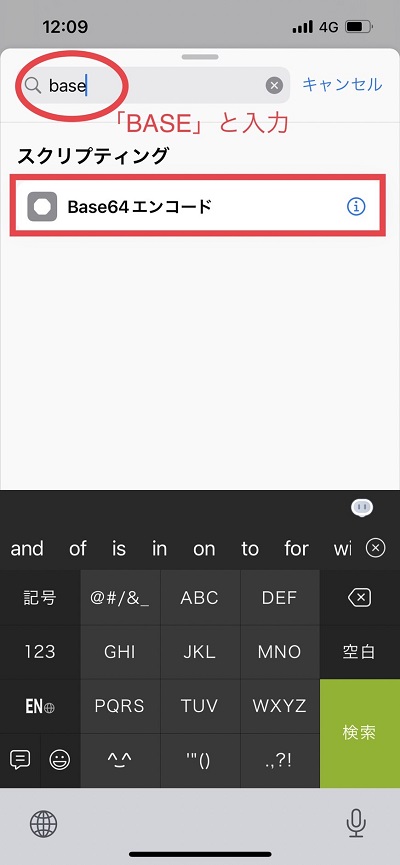 12:09 4G
base キャンセル
「BASE」と入力
スクリプティング
Base64エンコード
and of is in on to for wi
記号 @#/&_ ABC DEF
123 GHI JKL MNO 空白
EN PQRS TUV WXYZ
検索
^_^ '"() .,?!